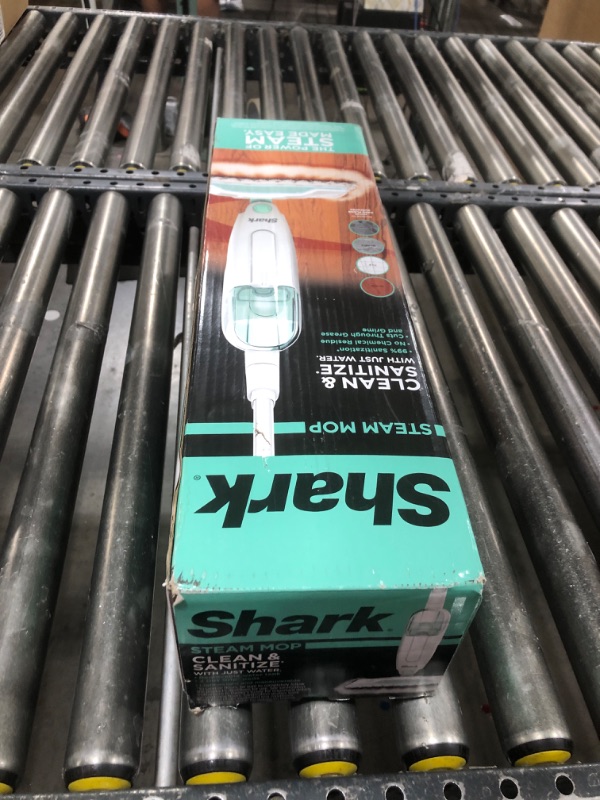 Shark®
STEAM MOP
CLEAN &
SANITIZE*
WITH JUST WATER.
• 99% Sanitization*
• No Chemical Residue
• Cuts Through Grease
and Grime
Shark
THE POWER OF
STEAM
MADE EASY.
Shark
STEAM MOP
CLEAN &
SANITIZE*
WITH JUST WATER.